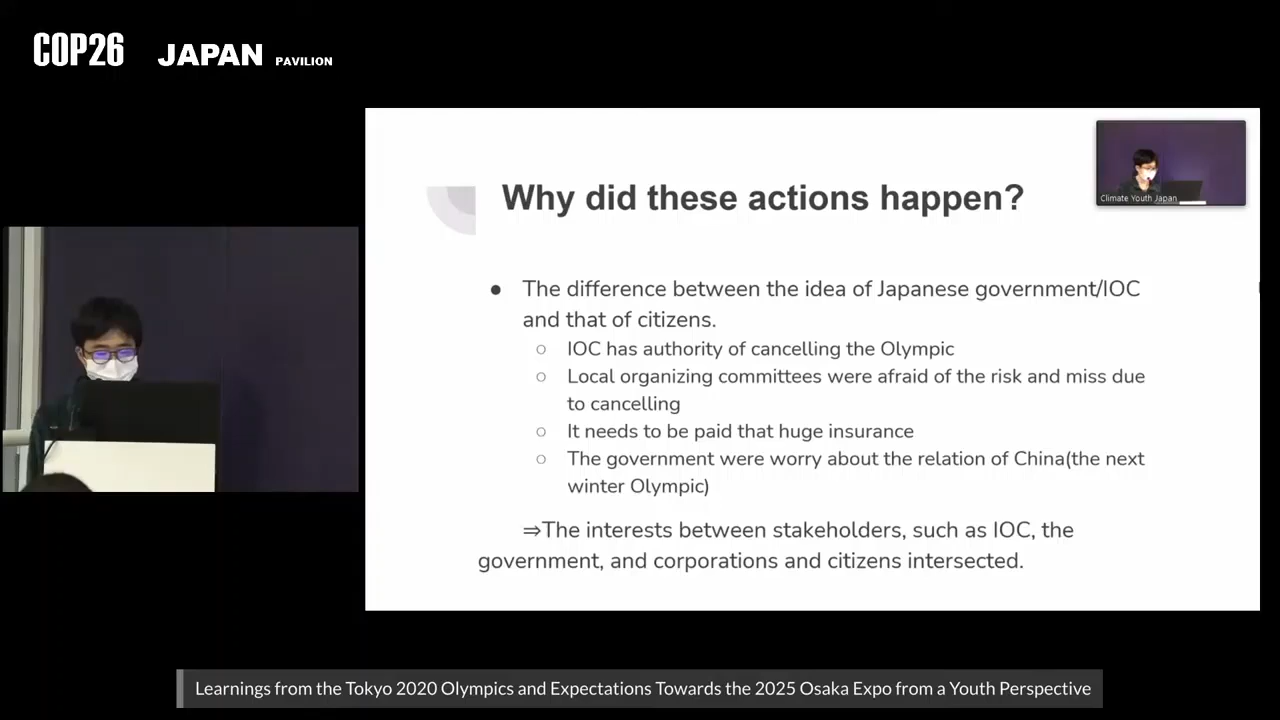 COP26 JAPAN PAVILION
Climate Youth Japan
Why did these actions happen?
● The difference between the idea of Japanese government/IOC
and that of citizens.
○ IOC has authority of cancelling the Olympic
○ Local organizing committees were afraid of the risk and miss due
to cancelling
○ It needs to be paid that huge insurance
○ The government were worry about the relation of China(the next
winter Olympic)
⇒The interests between stakeholders, such as IOC, the
government, and corporations and citizens intersected.
Learnings from the Tokyo 2020 Olympics and Expectations Towards the 2025 Osaka Expo from a Youth Perspective